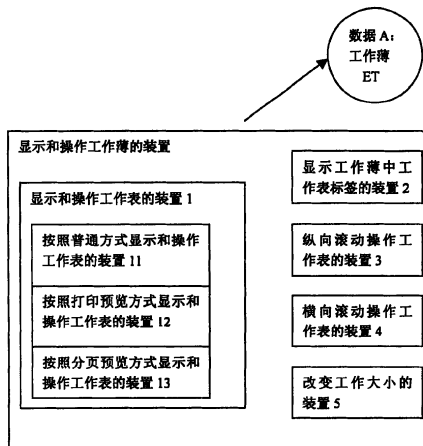 数据 A：
工作薄
ET
显示和操作工作薄的装置
显示和操作工作表的装置 1
按照普通方式显示和操作
工作表的装置 11
按照打印预览方式显示和
操作工作表的装置 12
按照分页预览方式显示和
操作工作表的装置 13
显示工作薄中工
作表标签的装置 2
纵向滚动操作工
作表的装置 3
横向滚动操作工
作表的装置 4
改变工作大小的
装置 5